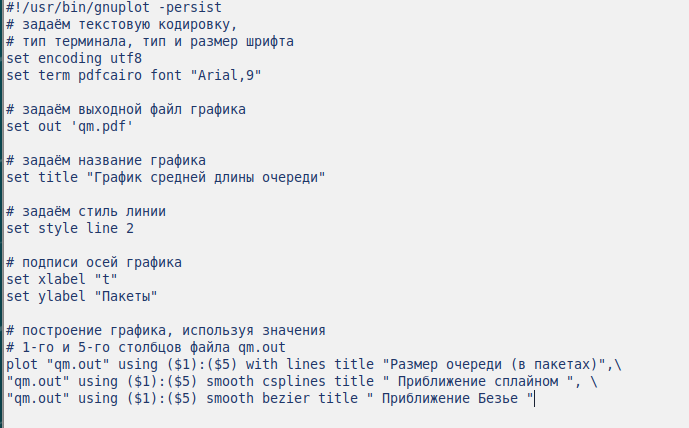 #!/usr/bin/gnuplot -persist
# задаём текстовую кодировку,
# тип терминала, тип и размер шрифта
set encoding utf8
set term pdfcairo font "Arial,9"
# задаём выходной файл графика
set out 'qm.pdf'
# задаём название графика
set title "График средней длины очереди"
# задаём стиль линии
set style line 2
# подписи осей графика
set xlabel "t"
set ylabel "Пакеты"
# построение графика, используя значения
# 1-го и 5-го столбцов файла qm.out
plot "qm.out" using ($1):($5) with lines title "Размер очереди (в пакетах)",\
"qm.out" using ($1):($5) smooth csplines title " Приближение сплайном ", \
"qm.out" using ($1):($5) smooth bezier title " Приближение Безье "